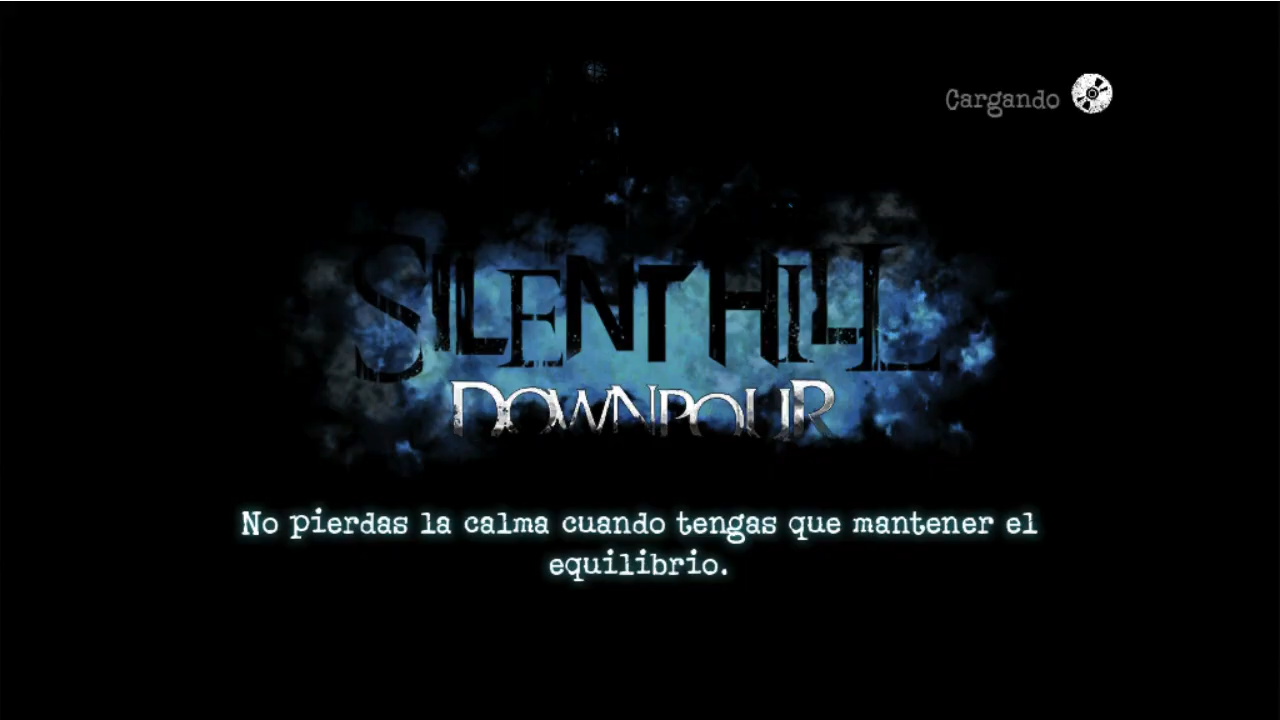 Cargando
SILENT HILL
DOWNPOUR
No pierdas la calma cuando tengas que mantener el
equilibrio.